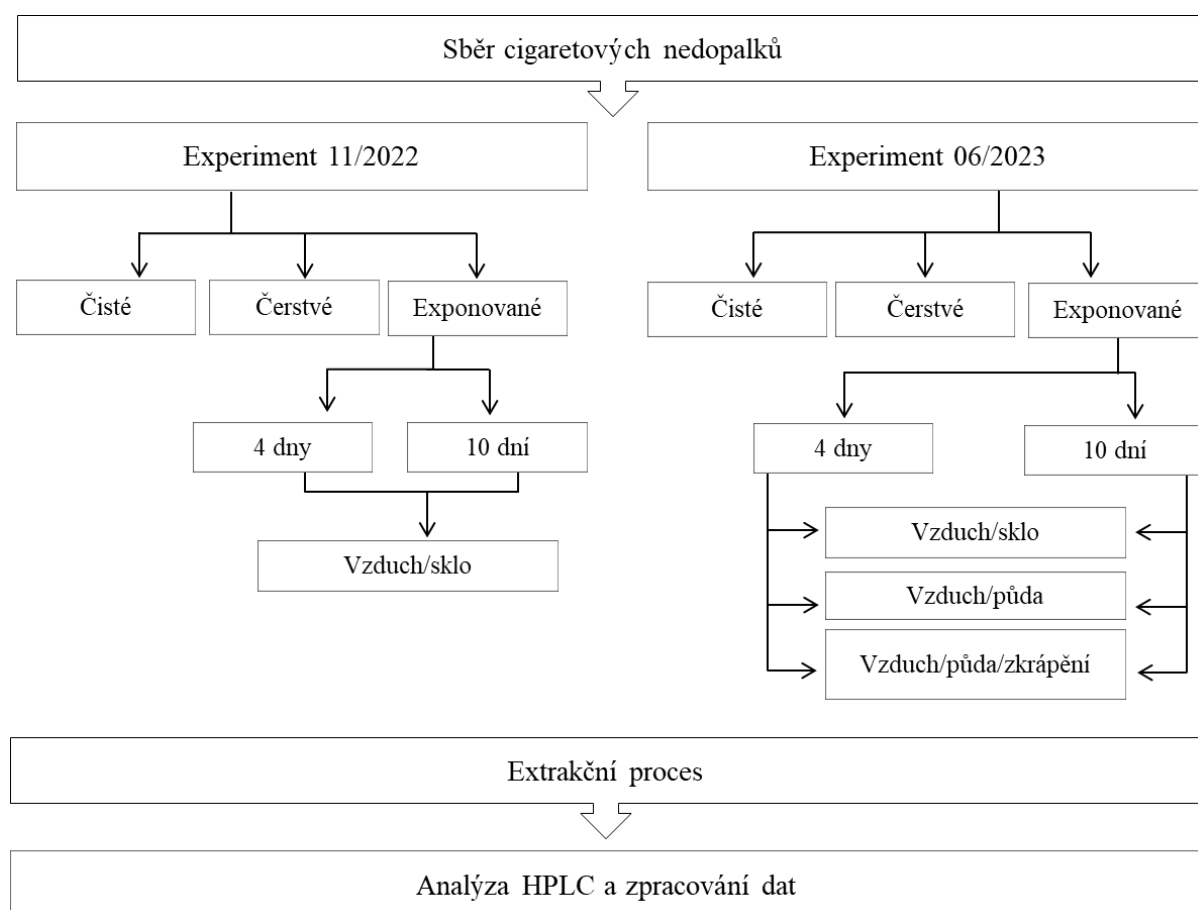 Sběr cigaretových nedopalků
Experiment 11/2022
Experiment 06/2023
Čisté
Čerstvé
Exponované
Čisté
Čerstvé
Exponované
4 dny
10 dní
4 dny
10 dní
Vzduch/sklo
Vzduch/sklo
Vzduch/půda
Vzduch/půda/zkrápění
Extrakční proces
Analýza HPLC a zpracování dat